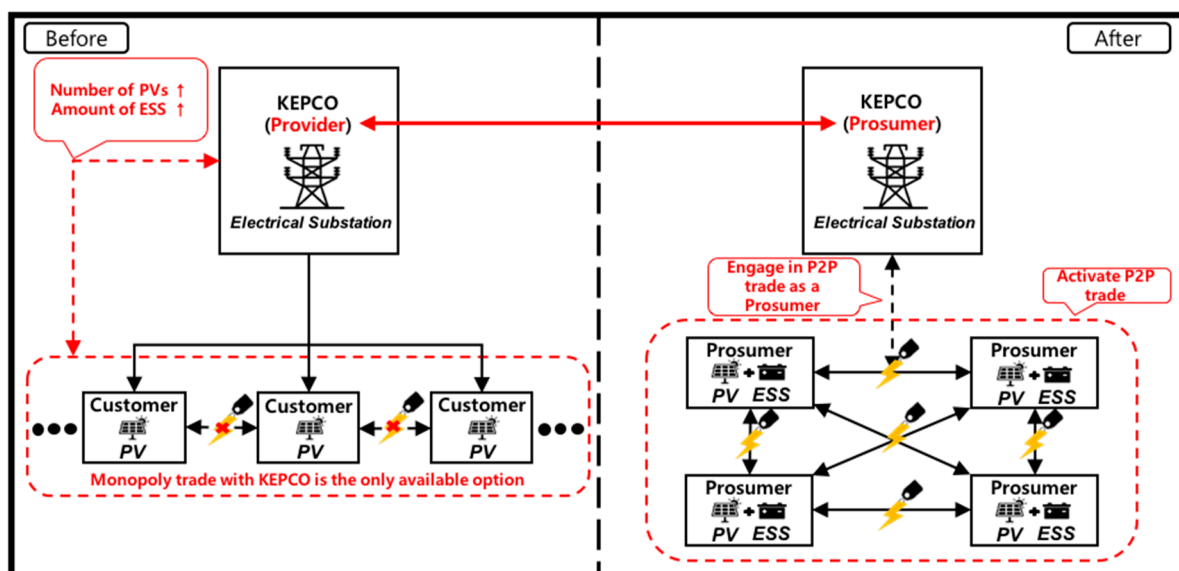 Before
Number of PVs ↑
Amount of ESS ↑
KEPCO
(Provider)
Electrical Substation
Customer
PV
Customer
PV
Customer
PV
Monopoly trade with KEPCO is the only available option
After
KEPCO
(Prosumer)
Electrical Substation
Engage in P2P
trade as a
Prosumer
Activate P2P
trade
Prosumer
+
PV ESS
Prosumer
+
PV ESS
Prosumer
+
PV ESS
Prosumer
+
PV ESS